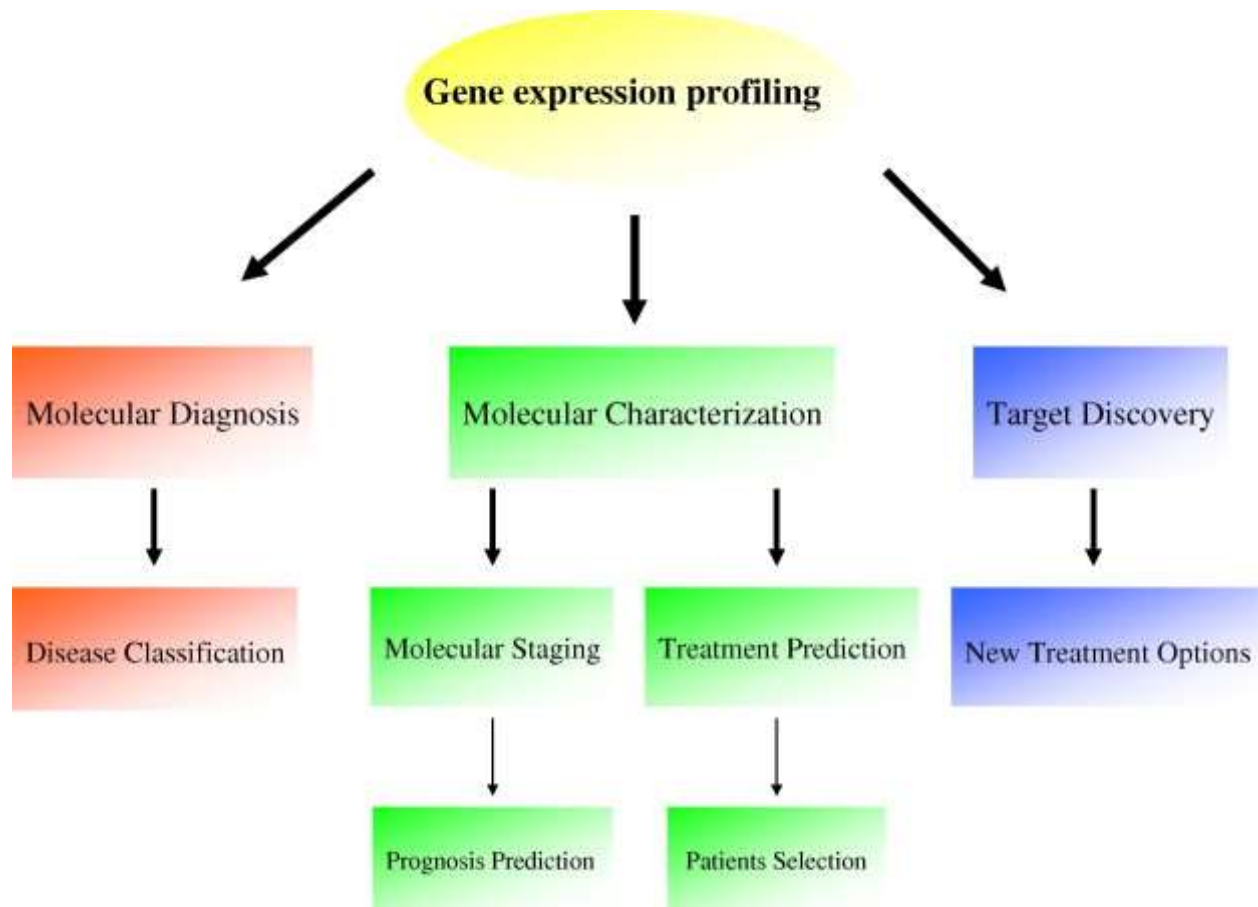 Gene expression profiling
Molecular Diagnosis
Molecular Characterization
Target Discovery
Disease Classification
Molecular Staging
Treatment Prediction
New Treatment Options
Prognosis Prediction
Patients Selection